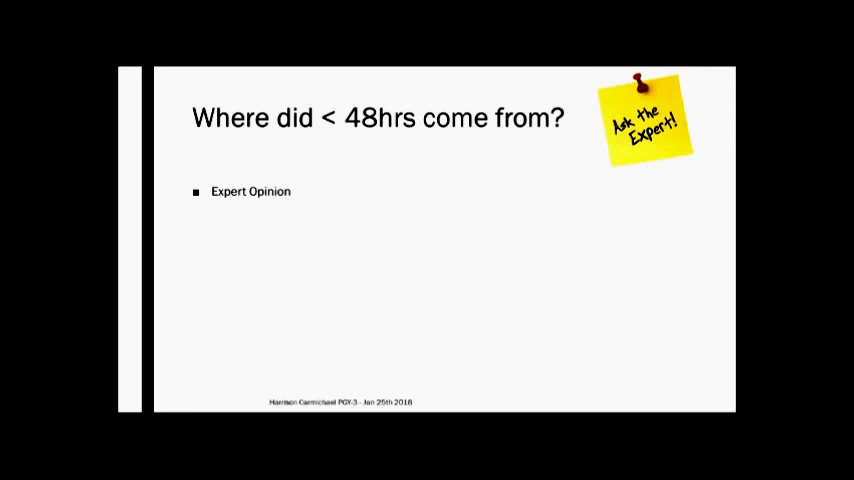 Where did < 48hrs come from?
Ask the
Expert!
■ Expert Opinion
Harrison Carmichael PGY-3 - Jan 25th 2018